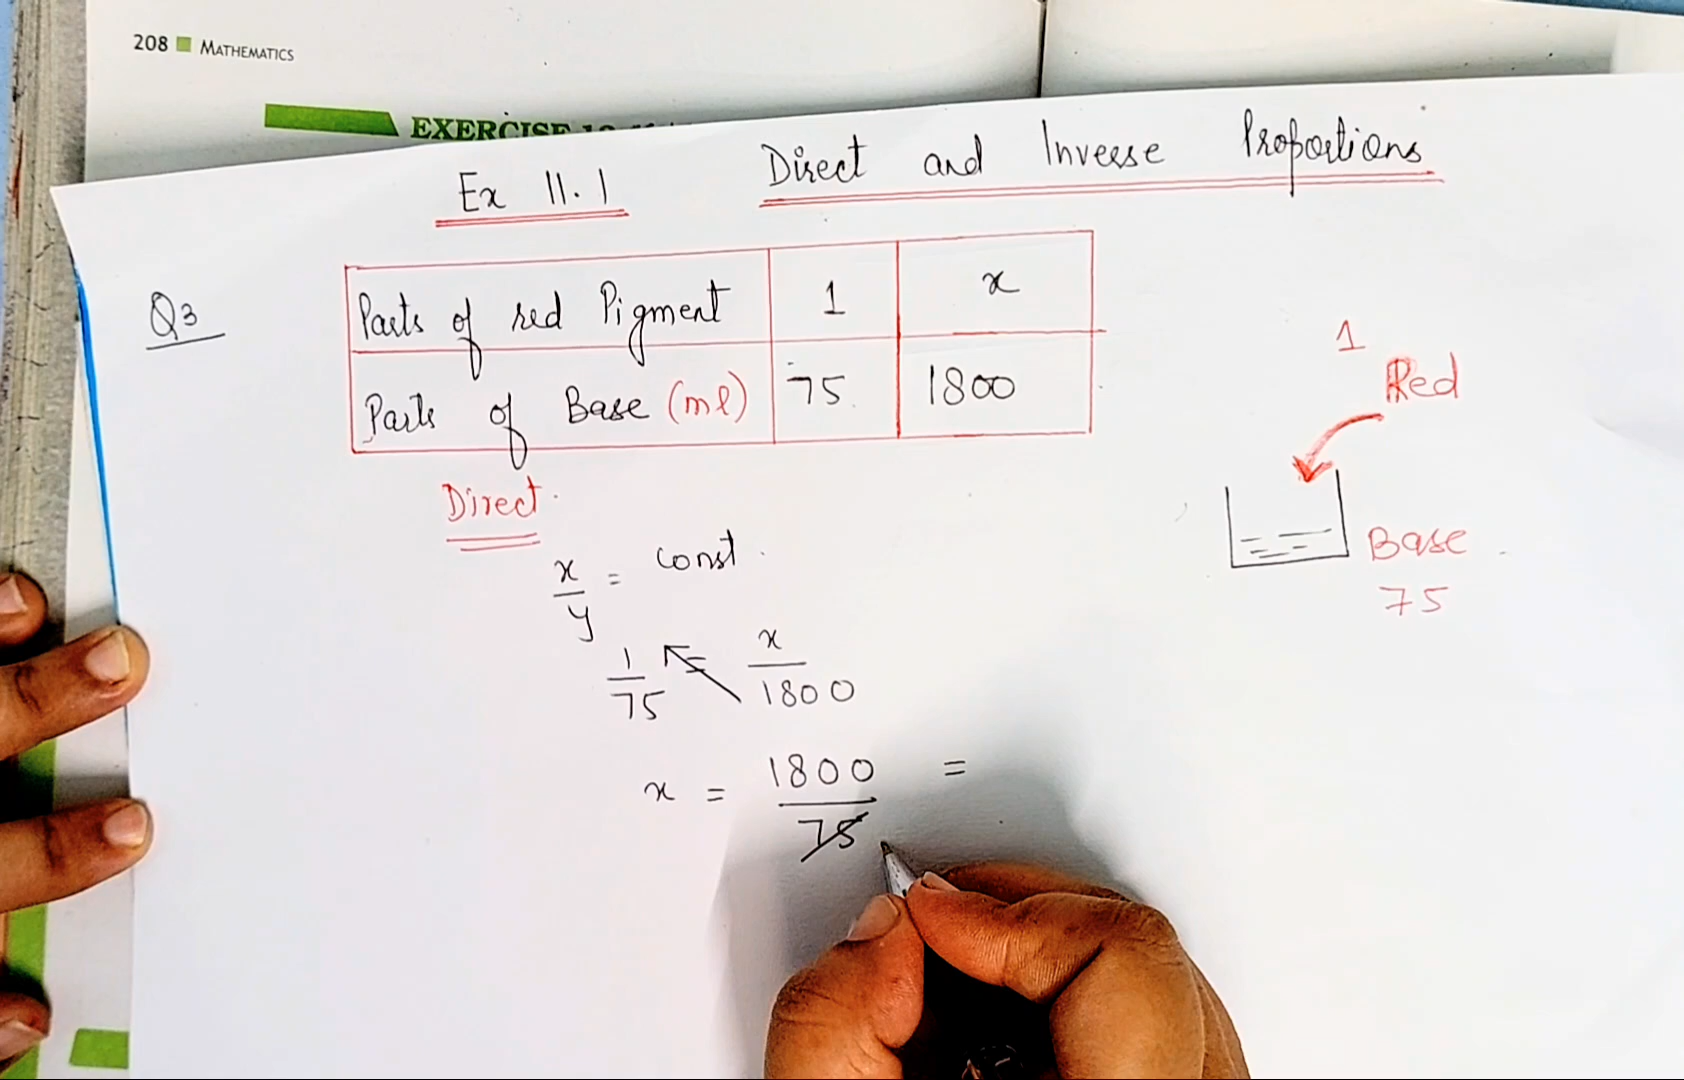 208 MATHEMATICS
EXERCISE
Ex 11.1 Direct and Inverse Proportions
Q3
Parts of red Pigment 1 x
Parts of Base (ml) 75 1800
1
Red
Base
75
Direct
x/y = const.
1/75 = x/1800
x = 1800/75 =